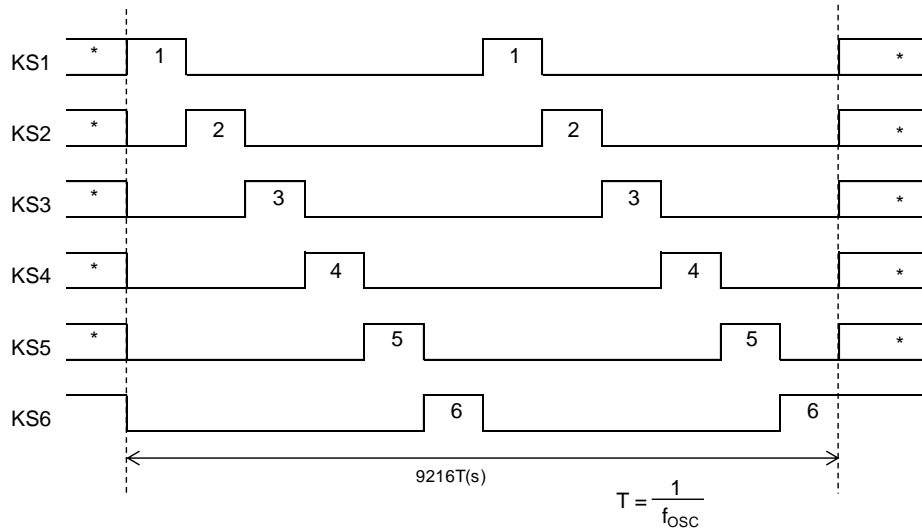 KS1 * 1 1 *
KS2 * 2 2 *
KS3 * 3 3 *
KS4 * 4 4 *
KS5 * 5 5 *
KS6 6 6
9216T(s)
T = 1
fOSC